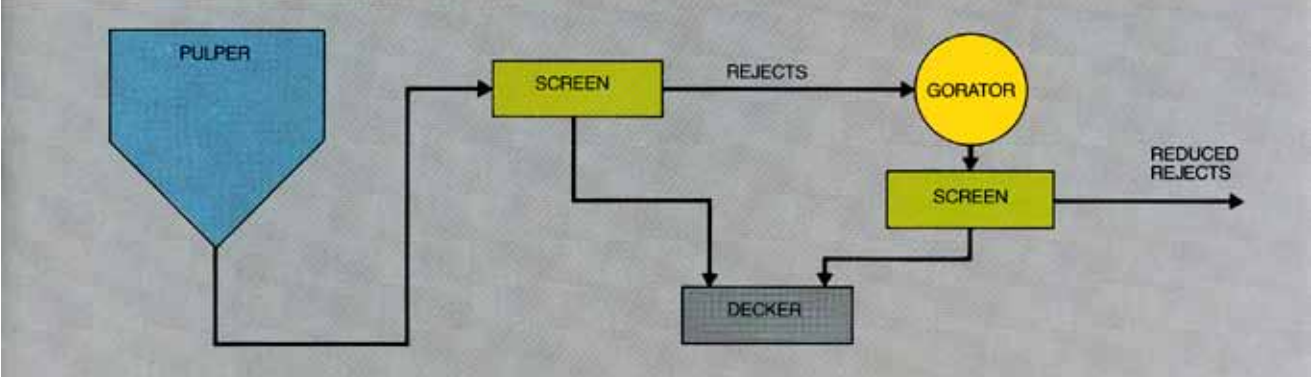 PULPER
SCREEN
REJECTS
GORATOR
REDUCED
REJECTS
SCREEN
DECKER